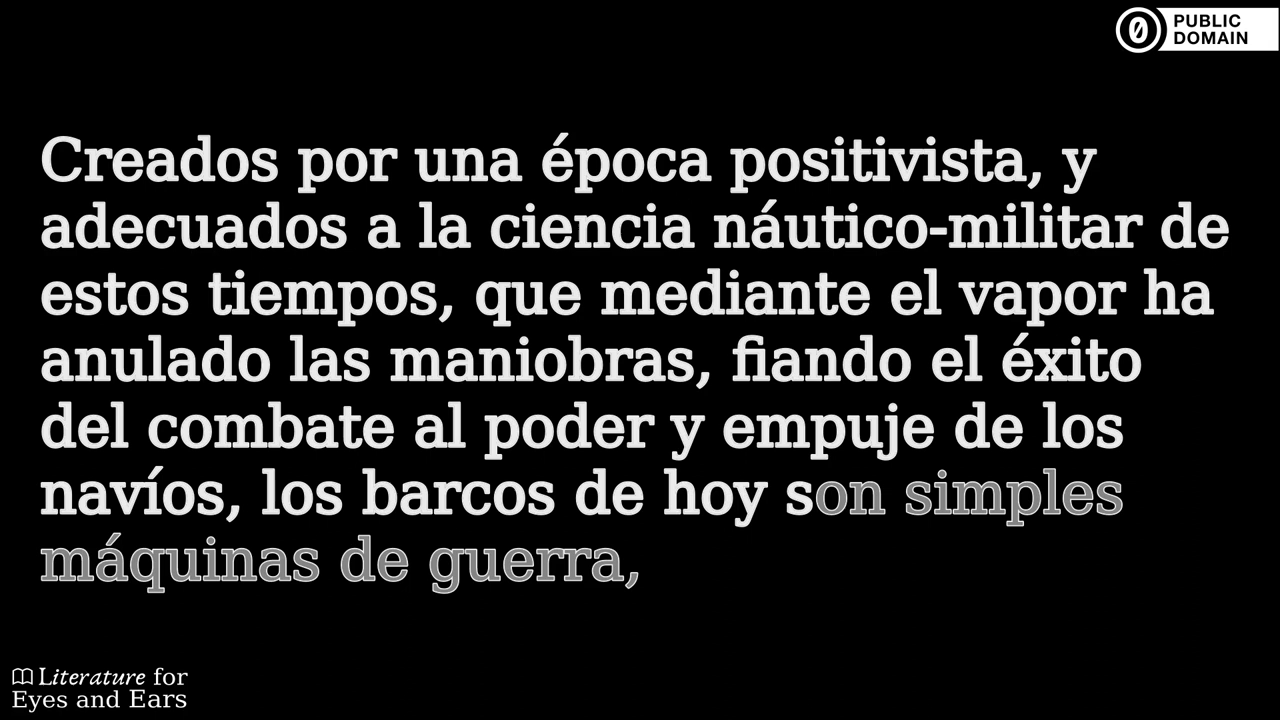 PUBLIC
DOMAIN
Creados por una época positivista, y
adecuados a la ciencia náutico-militar de
estos tiempos, que mediante el vapor ha
anulado las maniobras, fiando el éxito
del combate al poder y empuje de los
navíos, los barcos de hoy son simples
máquinas de guerra,
Literature for
Eyes and Ears